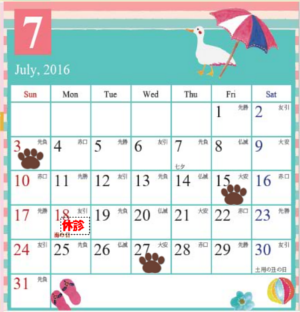 7
July, 2016
Sun Mon Tue Wed Thu Fri Sat
1 先勝 2 友引
3 先負 4 赤口 5 先勝 6 友引 7 先負 8 仏滅 9 大安
七夕
10 赤口 11 先勝 12 友引 13 先負 14 仏滅 15 大安 16 赤口
17 先勝 18 友引 19 先負 20 仏滅 21 大安 22 赤口 23 先勝
休診
海の日
24 友引 25 先負 26 仏滅 27 大安 28 赤口 29 先勝 30 友引
土用の丑の日
31 先負